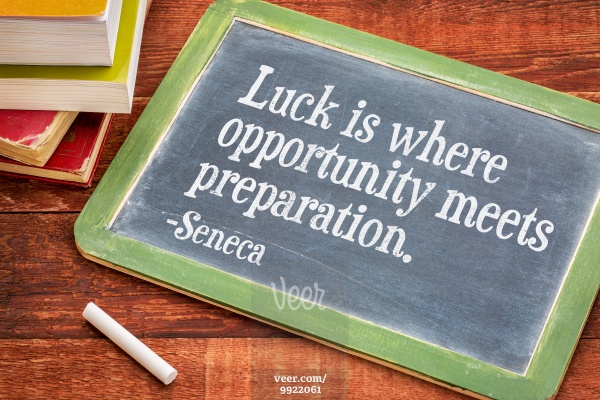 Luck is where
opportunity meets
preparation.
-Seneca
Veer
veer.com/
9922061